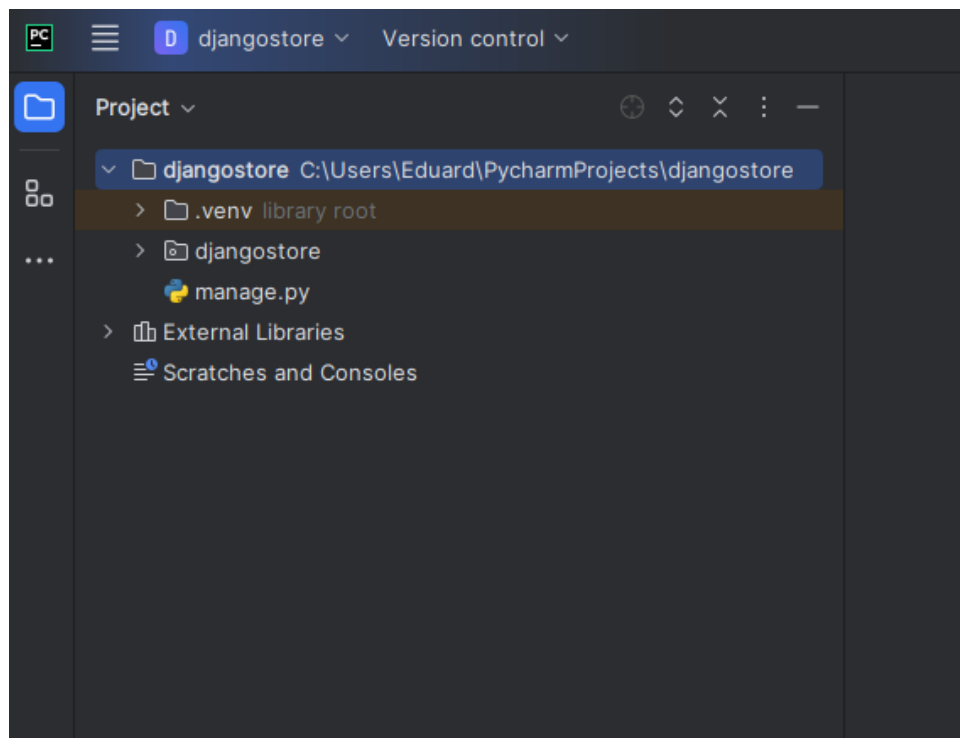 PC djangostore Version control
D
Project
djangostore C:\Users\Eduard\PycharmProjects\djangostore
.venv library root
djangostore
manage.py
External Libraries
Scratches and Consoles